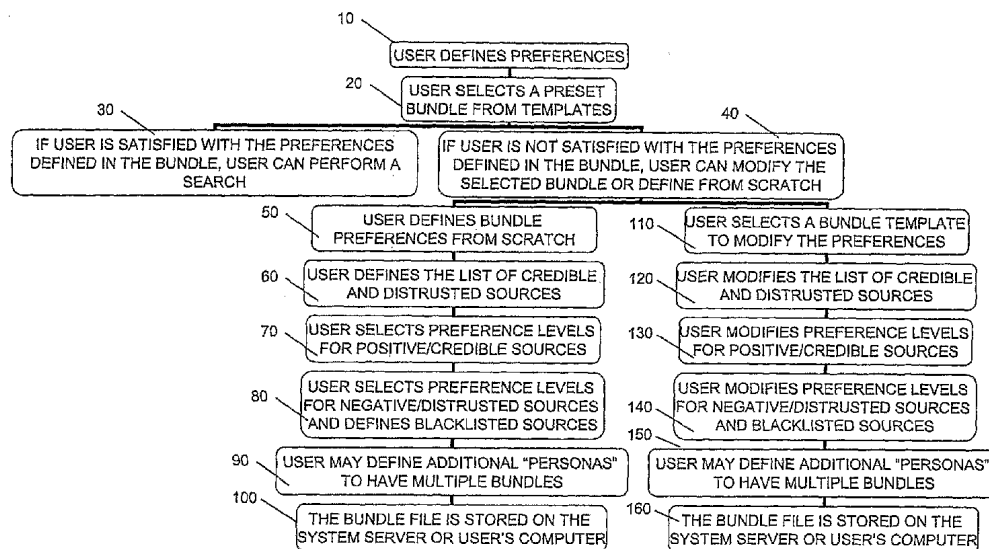 10
USER DEFINES PREFERENCES
20
USER SELECTS A PRESET
BUNDLE FROM TEMPLATES
30
IF USER IS SATISFIED WITH THE PREFERENCES
DEFINED IN THE BUNDLE, USER CAN PERFORM A
SEARCH
40
IF USER IS NOT SATISFIED WITH THE PREFERENCES
DEFINED IN THE BUNDLE, USER CAN MODIFY THE
SELECTED BUNDLE OR DEFINE FROM SCRATCH
50
USER DEFINES BUNDLE
PREFERENCES FROM SCRATCH
60
USER DEFINES THE LIST OF CREDIBLE
AND DISTRUSTED SOURCES
70
USER SELECTS PREFERENCE LEVELS
FOR POSITIVE/CREDIBLE SOURCES
80
USER SELECTS PREFERENCE LEVELS
FOR NEGATIVE/DISTRUSTED SOURCES
AND DEFINES BLACKLISTED SOURCES
90
USER MAY DEFINE ADDITIONAL "PERSONAS"
TO HAVE MULTIPLE BUNDLES
100
THE BUNDLE FILE IS STORED ON THE
SYSTEM SERVER OR USER'S COMPUTER
110
USER SELECTS A BUNDLE TEMPLATE
TO MODIFY THE PREFERENCES
120
USER MODIFIES THE LIST OF CREDIBLE
AND DISTRUSTED SOURCES
130
USER MODIFIES PREFERENCE LEVELS
FOR POSITIVE/CREDIBLE SOURCES
140
USER MODIFIES PREFERENCE LEVELS
FOR NEGATIVE/DISTRUSTED SOURCES
AND BLACKLISTED SOURCES
150
USER MAY DEFINE ADDITIONAL "PERSONAS"
TO HAVE MULTIPLE BUNDLES
160
THE BUNDLE FILE IS STORED ON THE
SYSTEM SERVER OR USER'S COMPUTER